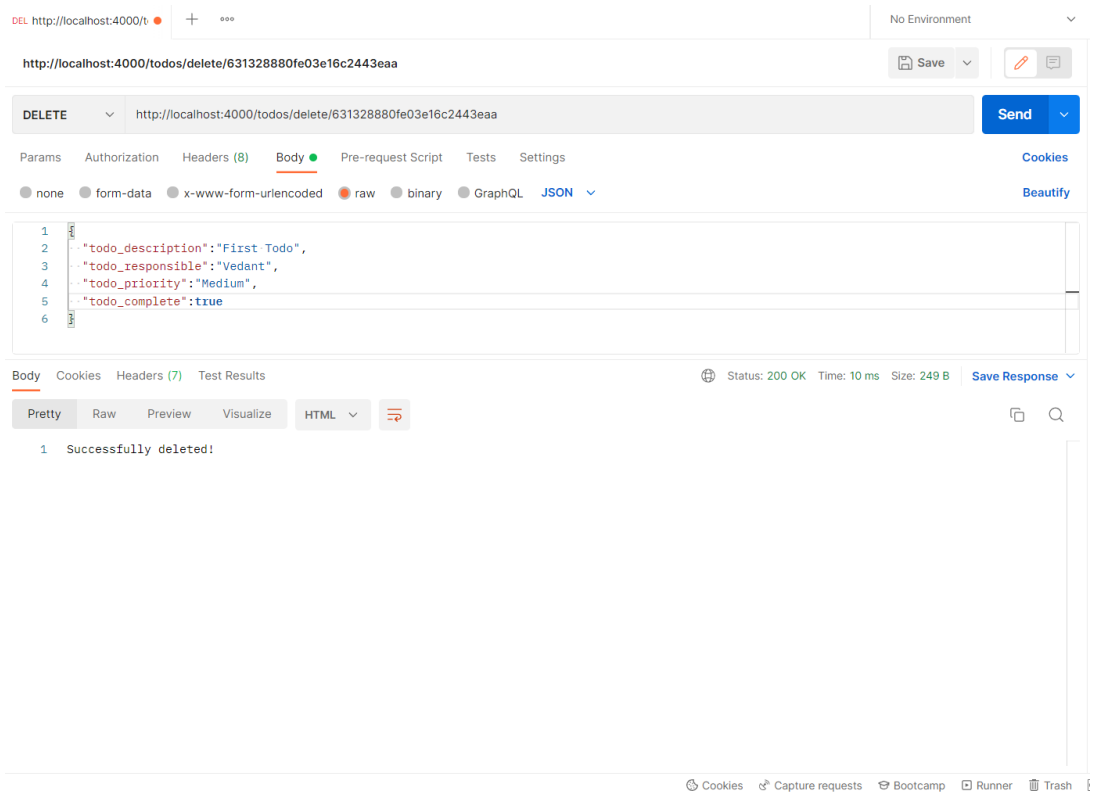 DEL http://localhost:4000/t
No Environment
http://localhost:4000/todos/delete/631328880fe03e16c2443eaa
Save
DELETE http://localhost:4000/todos/delete/631328880fe03e16c2443eaa Send
Params Authorization Headers (8) Body Pre-request Script Tests Settings Cookies
none form-data x-www-form-urlencoded raw binary GraphQL JSON Beautify
1 {
2 "todo_description":"First Todo",
3 "todo_responsible":"Vedant",
4 "todo_priority":"Medium",
5 "todo_complete":true
6 }
Body Cookies Headers (7) Test Results Status: 200 OK Time: 10 ms Size: 249 B Save Response
Pretty Raw Preview Visualize HTML
1 Successfully deleted!
Cookies Capture requests Bootcamp Runner Trash